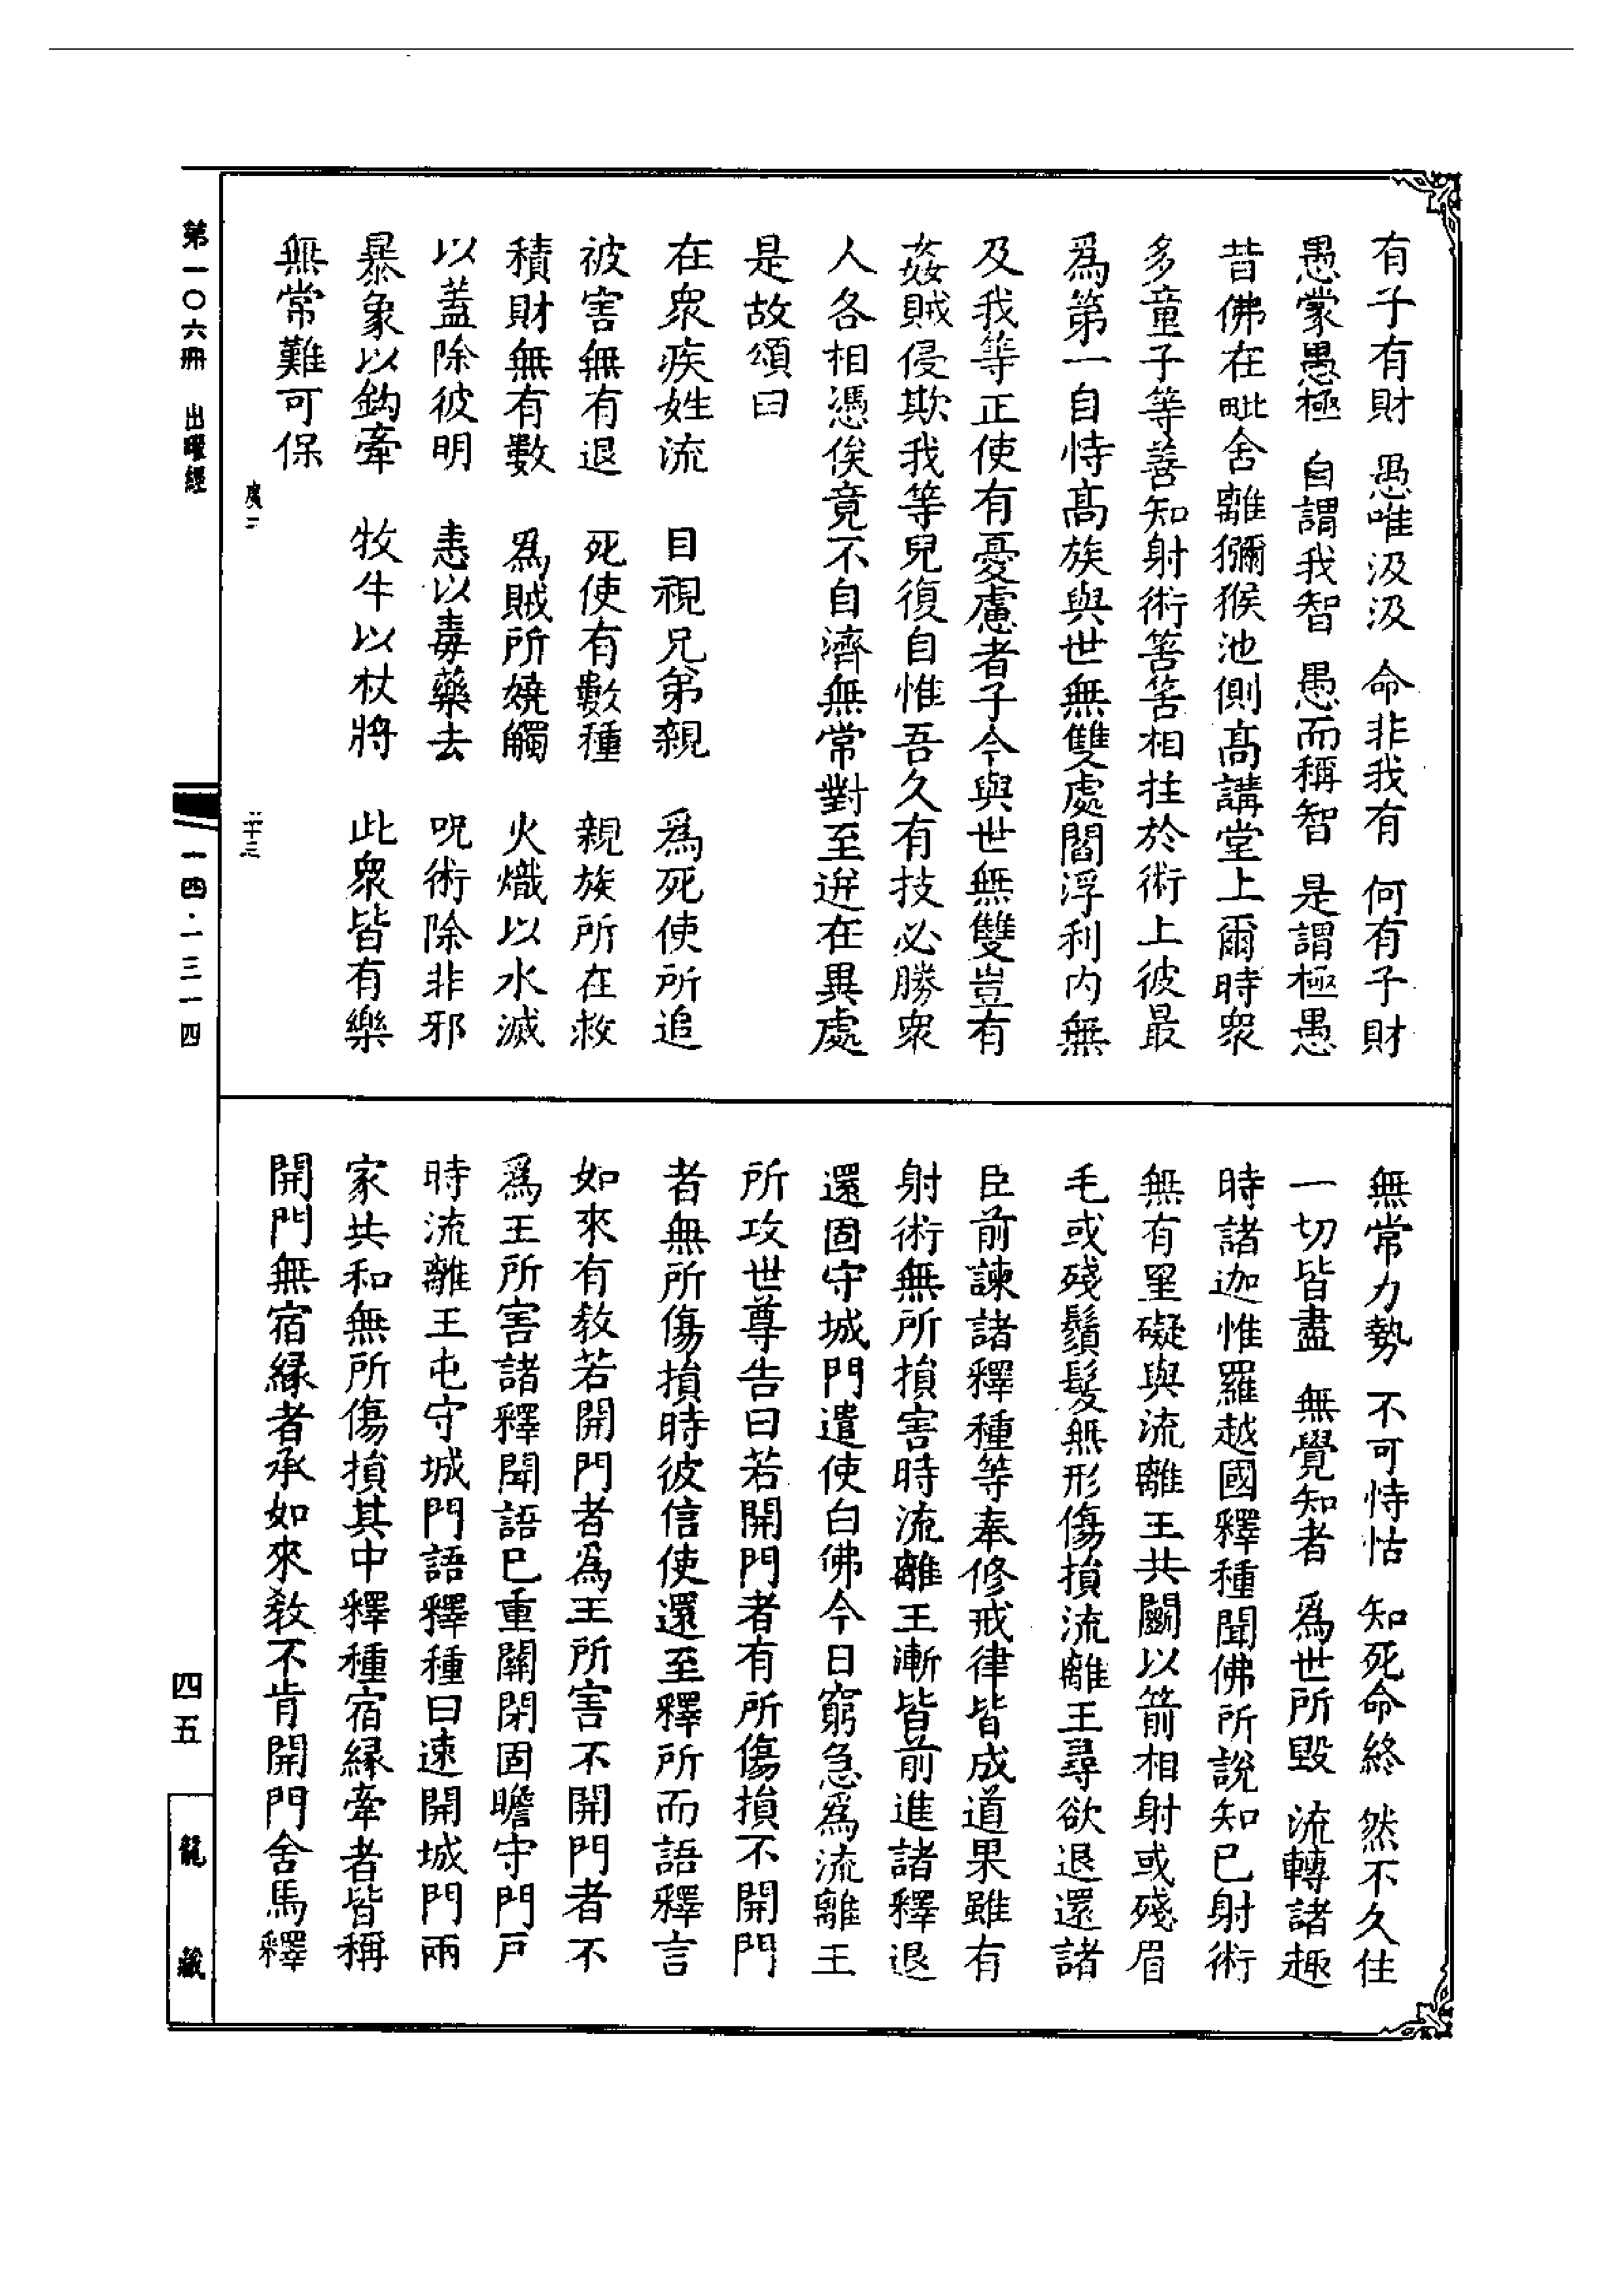 有子有財　愚唯汲汲　命非我有　何有子財
愚蒙愚極　自謂我智　愚而稱智　是謂極愚
昔佛在毗舍離獼猴池側高講堂上爾時衆
多童子等善知射術筈筈相拄於術上彼最
爲第一自恃高族與世無雙處閻浮利内無
及我等正使有憂慮者子今與世無雙豈有
姦賊侵欺我等兒復自惟吾久有技必勝衆
人各相憑俟竟不自濟無常對至迸在異處
是故頌曰
在衆疾姓流　目視兄弟親　爲死使所追
被害無有退　死使有數種　親族所在救
積財無有數　爲賊所嬈觸　火熾以水滅
以蓋除彼明　恚以毒藥去　呪術除非邪
暴象以鈎牽　牧牛以杖將　此衆皆有樂
無常難可保
無常力勢　不可恃怙　知死命終　然不久住
一切皆盡　無覺知者　爲世所毀　流轉諸趣
時諸迦惟羅越國釋種聞佛所說知已射術
無有罣礙與流離王共鬭以箭相射或殘眉
毛或殘鬚髮無形傷損流離王尋欲退還諸
臣前諫諸釋種等奉修戒律皆成道果雖有
射術無所損害時流離王漸皆前進諸釋退
還固守城門遣使白佛今日窮急爲流離王
所攻世尊告曰若開門者有所傷損不開門
者無所傷損時彼信使還至釋所而語釋言
如來有敎若開門者爲王所害不開門者不
爲王所害諸釋聞語已重關閉固瞻守門戸
時流離王屯守城門語釋種曰速開城門兩
家共和無所傷損其中釋種宿縁牽者皆稱
開門無宿縁者承如來敎不肯開門舍馬釋
第一〇六冊　出曜經
一四·一三一四
四五
龍藏